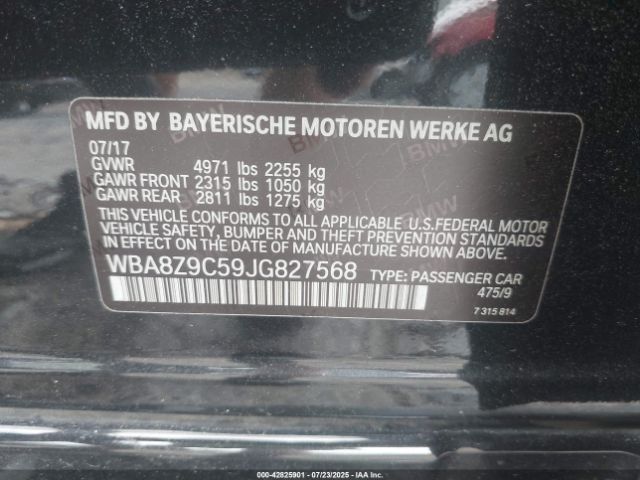 MFD BY BAYERISCHE MOTOREN WERKE AG
07/17
GVWR 4971 lbs 2255 kg
GAWR FRONT 2315 lbs 1050 kg
GAWR REAR 2811 lbs 1275 kg
THIS VEHICLE CONFORMS TO ALL APPLICABLE U.S.FEDERAL MOTOR
VEHICLE SAFETY, BUMPER AND THEFT PREVENTION STANDARDS
IN EFFECT ON THE DATE OF MANUFACTURE SHOWN ABOVE.
WBA8Z9C59JG827568 TYPE: PASSENGER CAR
475/9
7 315 814
000-42825901 - 07/23/2025 - IAAI.COM